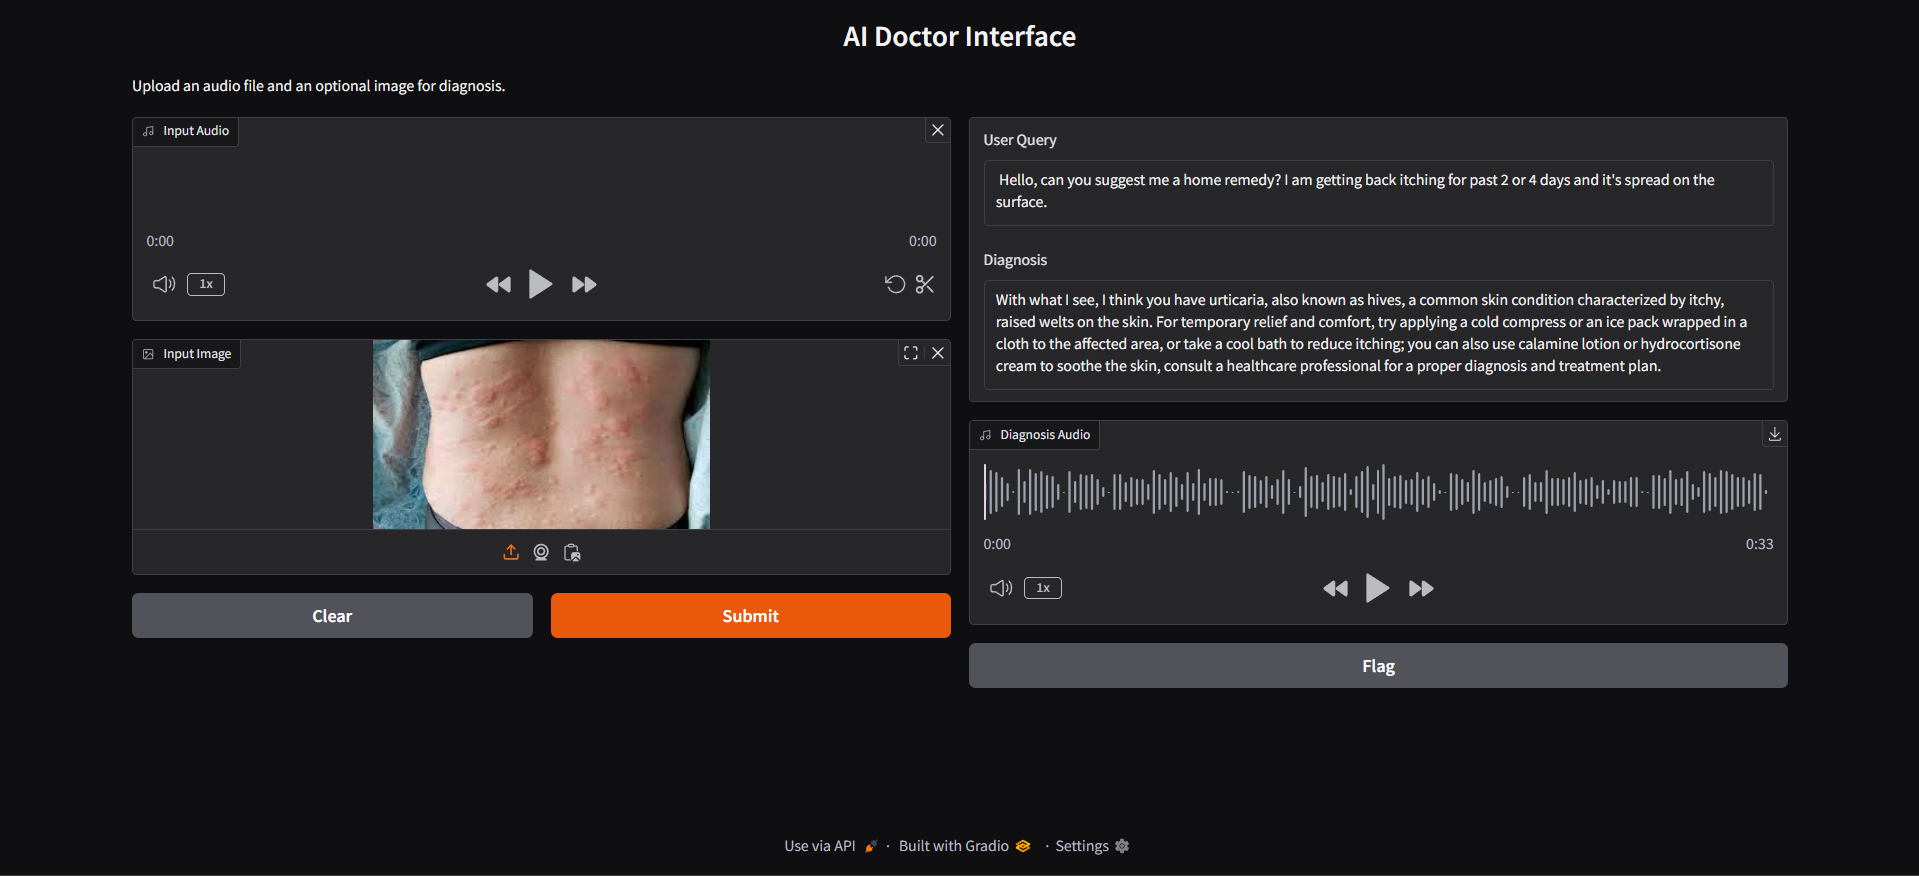 AI Doctor Interface
Upload an audio file and an optional image for diagnosis.
Input Audio
0:00
0:00
1x
Input Image
Clear
Submit
User Query
Hello, can you suggest me a home remedy? I am getting back itching for past 2 or 4 days and it's spread on the
surface.
Diagnosis
With what I see, I think you have urticaria, also known as hives, a common skin condition characterized by itchy,
raised welts on the skin. For temporary relief and comfort, try applying a cold compress or an ice pack wrapped in a
cloth to the affected area, or take a cool bath to reduce itching; you can also use calamine lotion or hydrocortisone
cream to soothe the skin, consult a healthcare professional for a proper diagnosis and treatment plan.
Diagnosis Audio
0:00
0:33
1x
Flag
Use via API · Built with Gradio · Settings